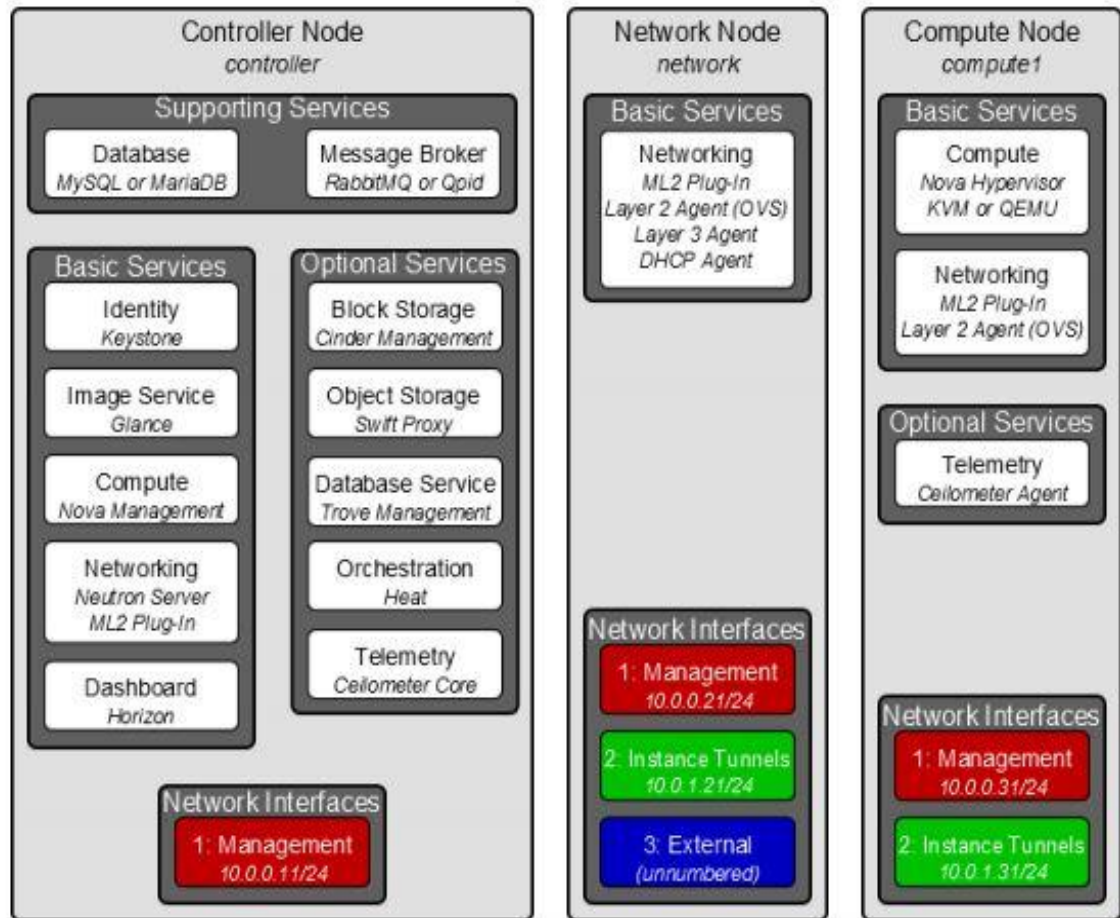 Controller Node
controller
Supporting Services
Database
MySQL or MariaDB
Message Broker
RabbitMQ or Qpid
Basic Services
Identity
Keystone
Image Service
Glance
Compute
Nova Management
Networking
Neutron Server
ML2 Plug-In
Dashboard
Horizon
Optional Services
Block Storage
Cinder Management
Object Storage
Swift Proxy
Database Service
Trove Management
Orchestration
Heat
Telemetry
Ceilometer Core
Network Interfaces
1: Management
10.0.0.11/24
Network Node
network
Basic Services
Networking
ML2 Plug-In
Layer 2 Agent (OVS)
Layer 3 Agent
DHCP Agent
Network Interfaces
1: Management
10.0.0.21/24
2: Instance Tunnels
10.0.1.21/24
3: External
(unnumbered)
Compute Node
compute1
Basic Services
Compute
Nova Hypervisor
KVM or QEMU
Networking
ML2 Plug-In
Layer 2 Agent (OVS)
Optional Services
Telemetry
Ceilometer Agent
Network Interfaces
1: Management
10.0.0.31/24
2: Instance Tunnels
10.0.1.31/24